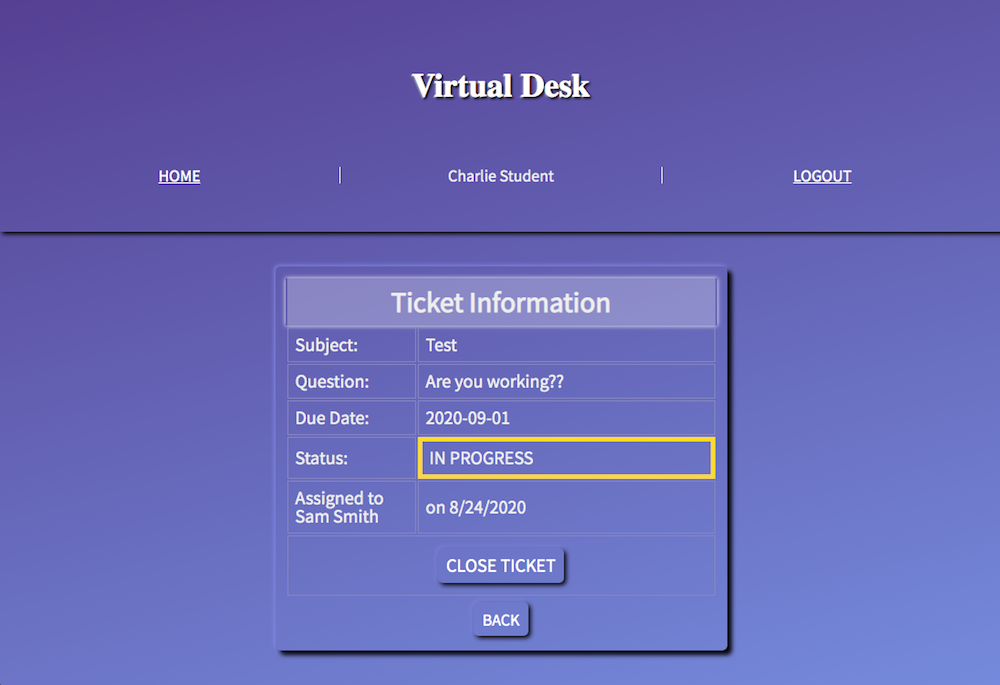 Virtual Desk
HOME
Charlie Student
LOGOUT
Ticket Information
Subject: Test
Question: Are you working??
Due Date: 2020-09-01
Status: IN PROGRESS
Assigned to
Sam Smith
on 8/24/2020
CLOSE TICKET
BACK